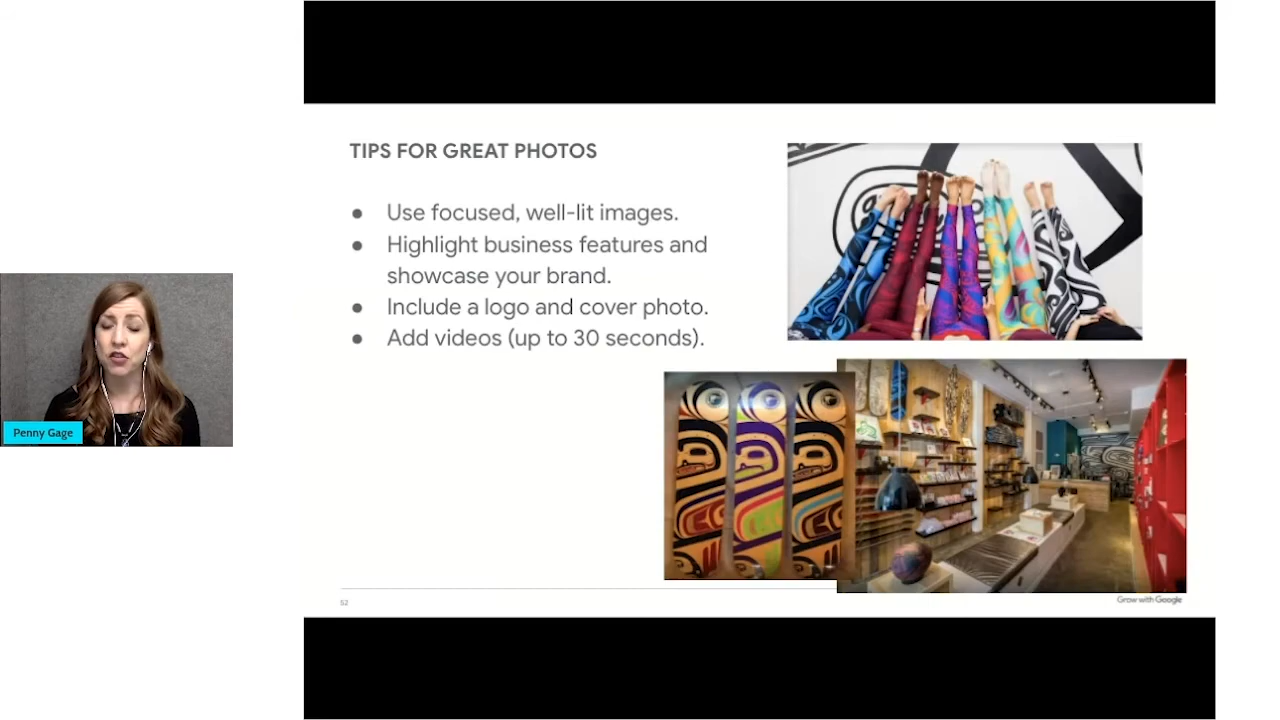 TIPS FOR GREAT PHOTOS
● Use focused, well-lit images.
● Highlight business features and
showcase your brand.
● Include a logo and cover photo.
● Add videos (up to 30 seconds).
Penny Gage
52
Grow with Google